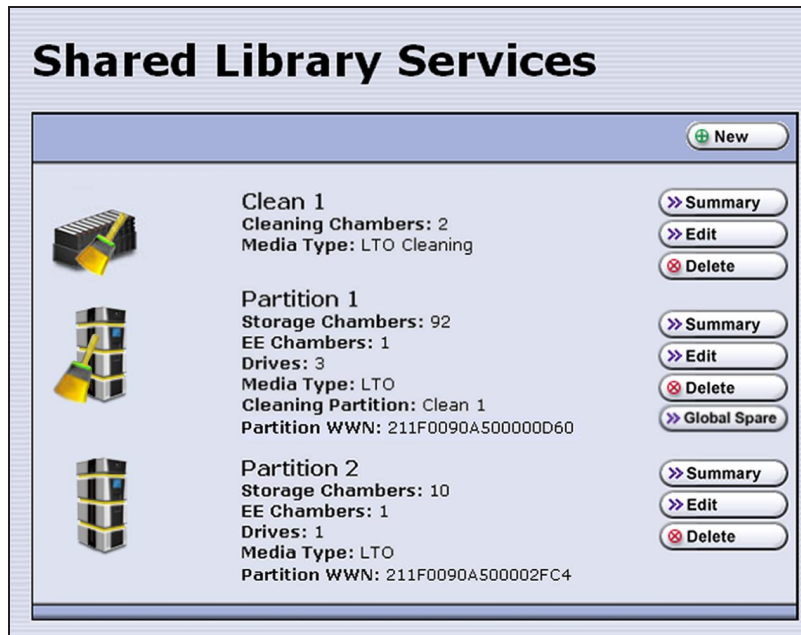 Shared Library Services
New
Clean 1
Cleaning Chambers: 2
Media Type: LTO Cleaning
Summary
Edit
Delete
Partition 1
Storage Chambers: 92
EE Chambers: 1
Drives: 3
Media Type: LTO
Cleaning Partition: Clean 1
Partition WWN: 211F0090A500000D60
Summary
Edit
Delete
Global Spare
Partition 2
Storage Chambers: 10
EE Chambers: 1
Drives: 1
Media Type: LTO
Partition WWN: 211F0090A500002FC4
Summary
Edit
Delete